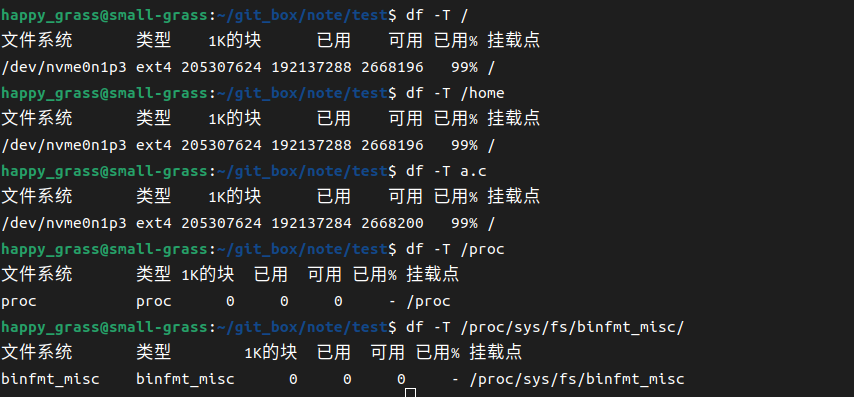 happy_grass@small-grass:~/git_box/note/test$ df -T /
文件系统 类型 1K的块 已用 可用 已用% 挂载点
/dev/nvme0n1p3 ext4 205307624 192137288 2668196 99% /
happy_grass@small-grass:~/git_box/note/test$ df -T /home
文件系统 类型 1K的块 已用 可用 已用% 挂载点
/dev/nvme0n1p3 ext4 205307624 192137288 2668196 99% /
happy_grass@small-grass:~/git_box/note/test$ df -T a.c
文件系统 类型 1K的块 已用 可用 已用% 挂载点
/dev/nvme0n1p3 ext4 205307624 192137284 2668200 99% /
happy_grass@small-grass:~/git_box/note/test$ df -T /proc
文件系统 类型 1K的块 已用 可用 已用% 挂载点
proc proc 0 0 0 - /proc
happy_grass@small-grass:~/git_box/note/test$ df -T /proc/sys/fs/binfmt_misc/
文件系统 类型 1K的块 已用 可用 已用% 挂载点
binfmt_misc binfmt_misc 0 0 0 - /proc/sys/fs/binfmt_misc